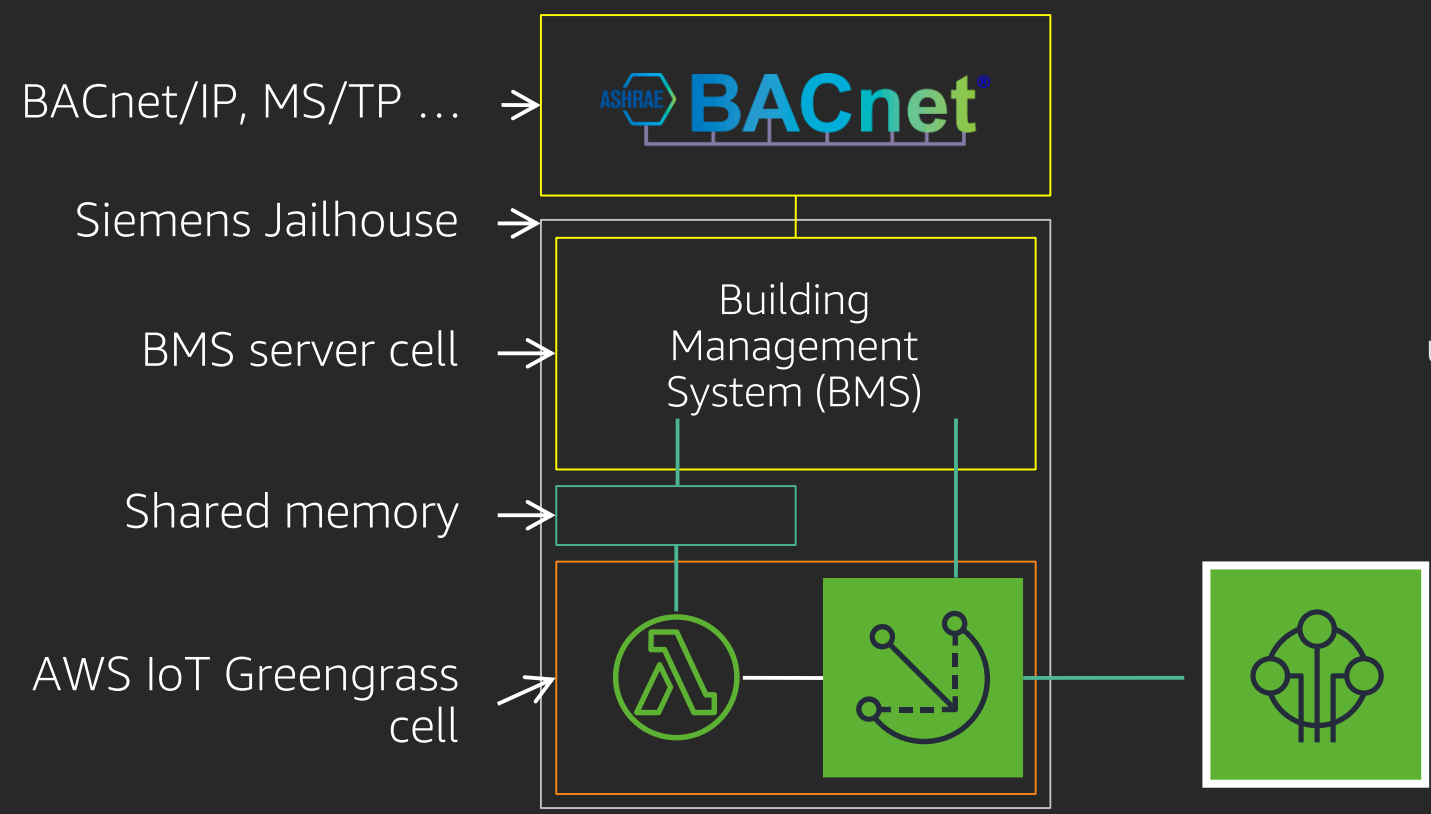 BACnet/IP, MS/TP ...
ASHRAE BACnet®
Siemens Jailhouse
BMS server cell
Building
Management
System (BMS)
Shared memory
AWS IoT Greengrass
cell